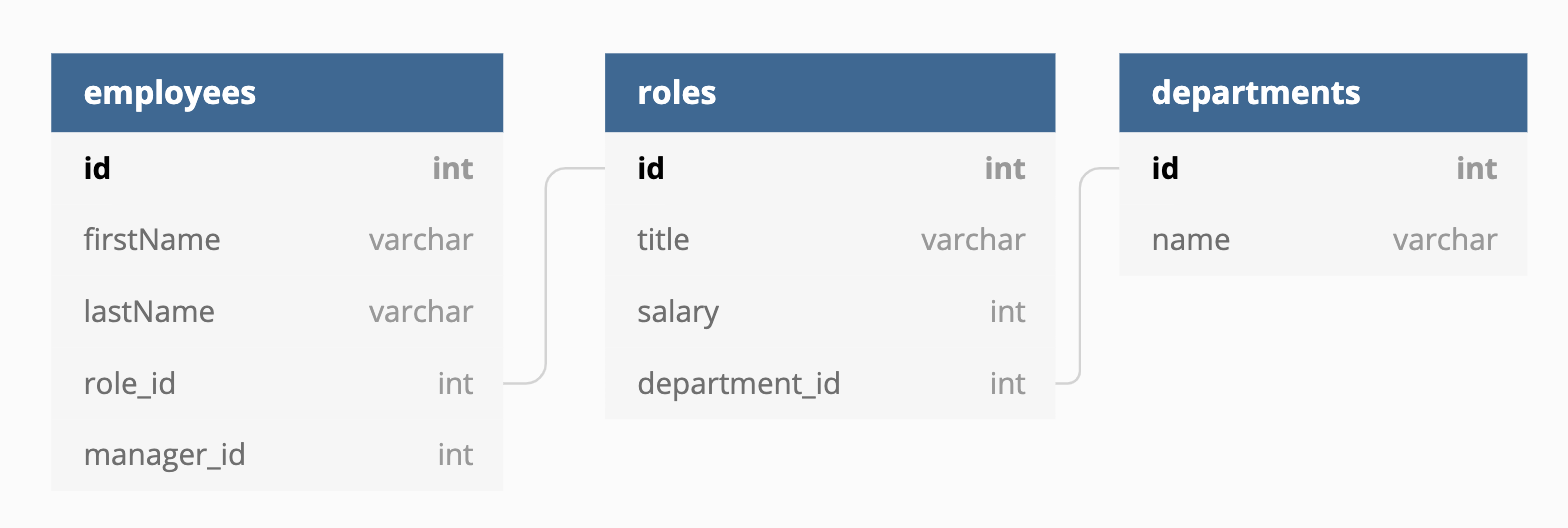 employees
id int
firstName varchar
lastName varchar
role_id int
manager_id int
roles
id int
title varchar
salary int
department_id int
departments
id int
name varchar